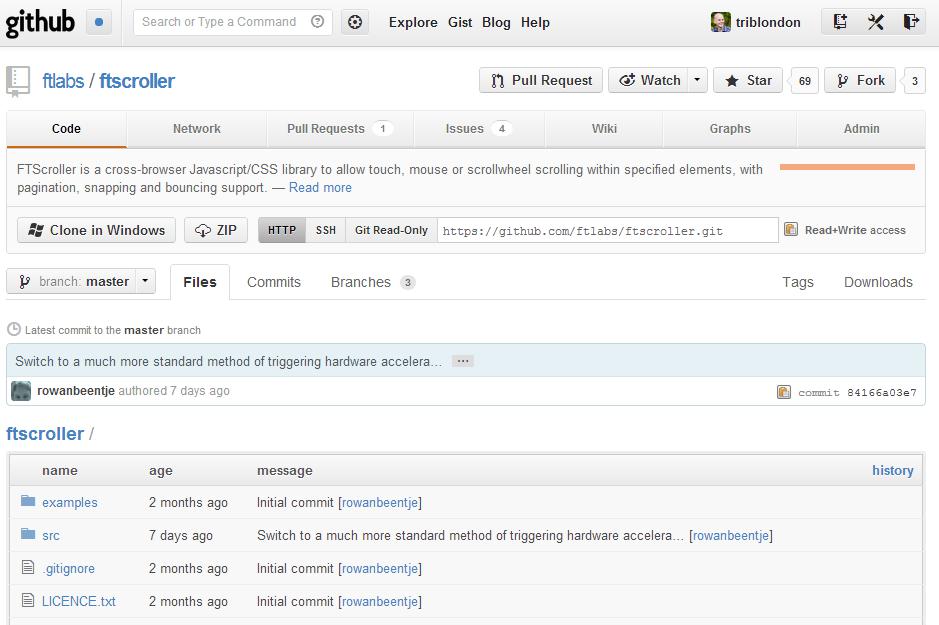 github Search or Type a Command Explore Gist Blog Help triblondon
ftlabs / ftscroller Pull Request Watch Star 69 Fork 3
Code Network Pull Requests 1 Issues 4 Wiki Graphs Admin
FTScroller is a cross-browser Javascript/CSS library to allow touch, mouse or scrollwheel scrolling within specified elements, with
pagination, snapping and bouncing support. — Read more
Clone in Windows ZIP HTTP SSH Git Read-Only https://github.com/ftlabs/ftscroller.git Read+Write access
branch: master Files Commits Branches 3 Tags Downloads
Latest commit to the master branch
Switch to a much more standard method of triggering hardware accelera… …
rowanbeentje authored 7 days ago commit 84166a03e7
ftscroller /
name age message history
examples 2 months ago Initial commit [rowanbeentje]
src 7 days ago Switch to a much more standard method of triggering hardware accelera… [rowanbeentje]
.gitignore 2 months ago Initial commit [rowanbeentje]
LICENCE.txt 2 months ago Initial commit [rowanbeentje]